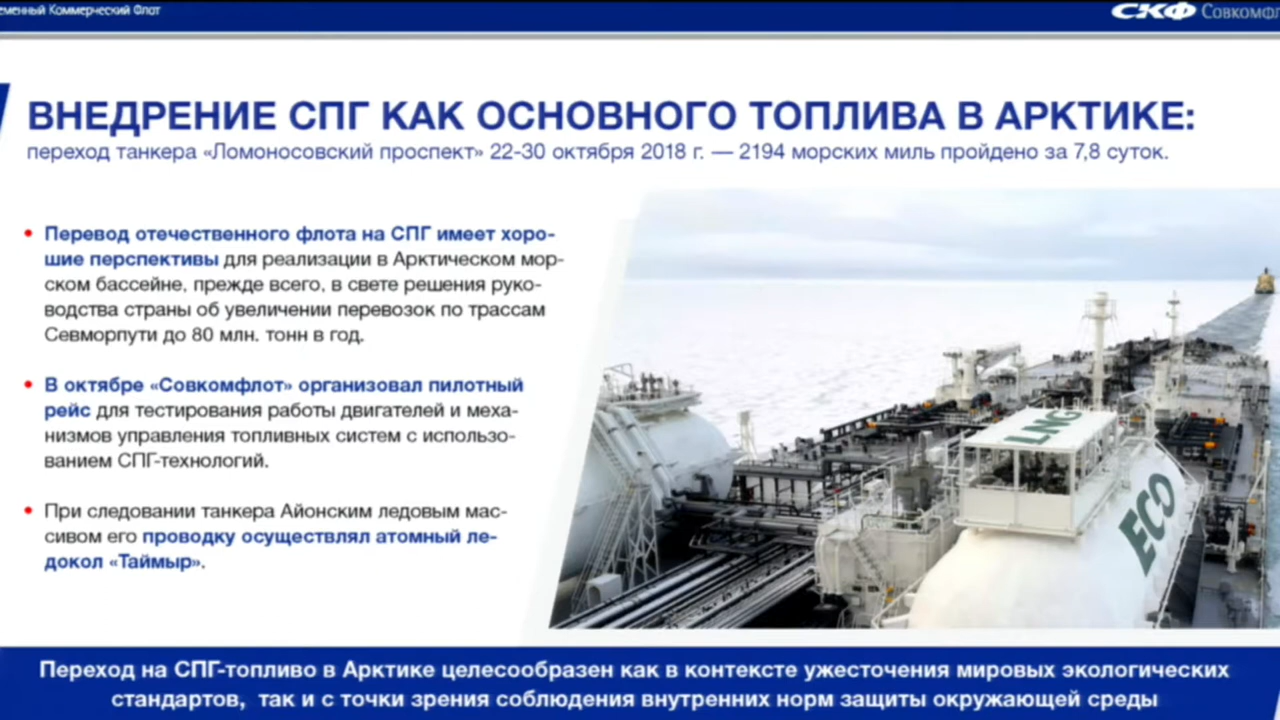 Коммерческий Флот
СКФ Совкомфл
ВНЕДРЕНИЕ СПГ КАК ОСНОВНОГО ТОПЛИВА В АРКТИКЕ:
переход танкера «Ломоносовский проспект» 22-30 октября 2018 г. — 2194 морских миль пройдено за 7,8 суток.
• Перевод отечественного флота на СПГ имеет хоро-
шие перспективы для реализации в Арктическом мор-
ском бассейне, прежде всего, в свете решения руко-
водства страны об увеличении перевозок по трассам
Севморпути до 80 млн. тонн в год.
• В октябре «Совкомфлот» организовал пилотный
рейс для тестирования работы двигателей и меха-
низмов управления топливных систем с использо-
ванием СПГ-технологий.
• При следовании танкера Айонским ледовым мас-
сивом его проводку осуществлял атомный ле-
докол «Таймыр».
LNG
ECO
Переход на СПГ-топливо в Арктике целесообразен как в контексте ужесточения мировых экологических
стандартов, так и с точки зрения соблюдения внутренних норм защиты окружающей среды